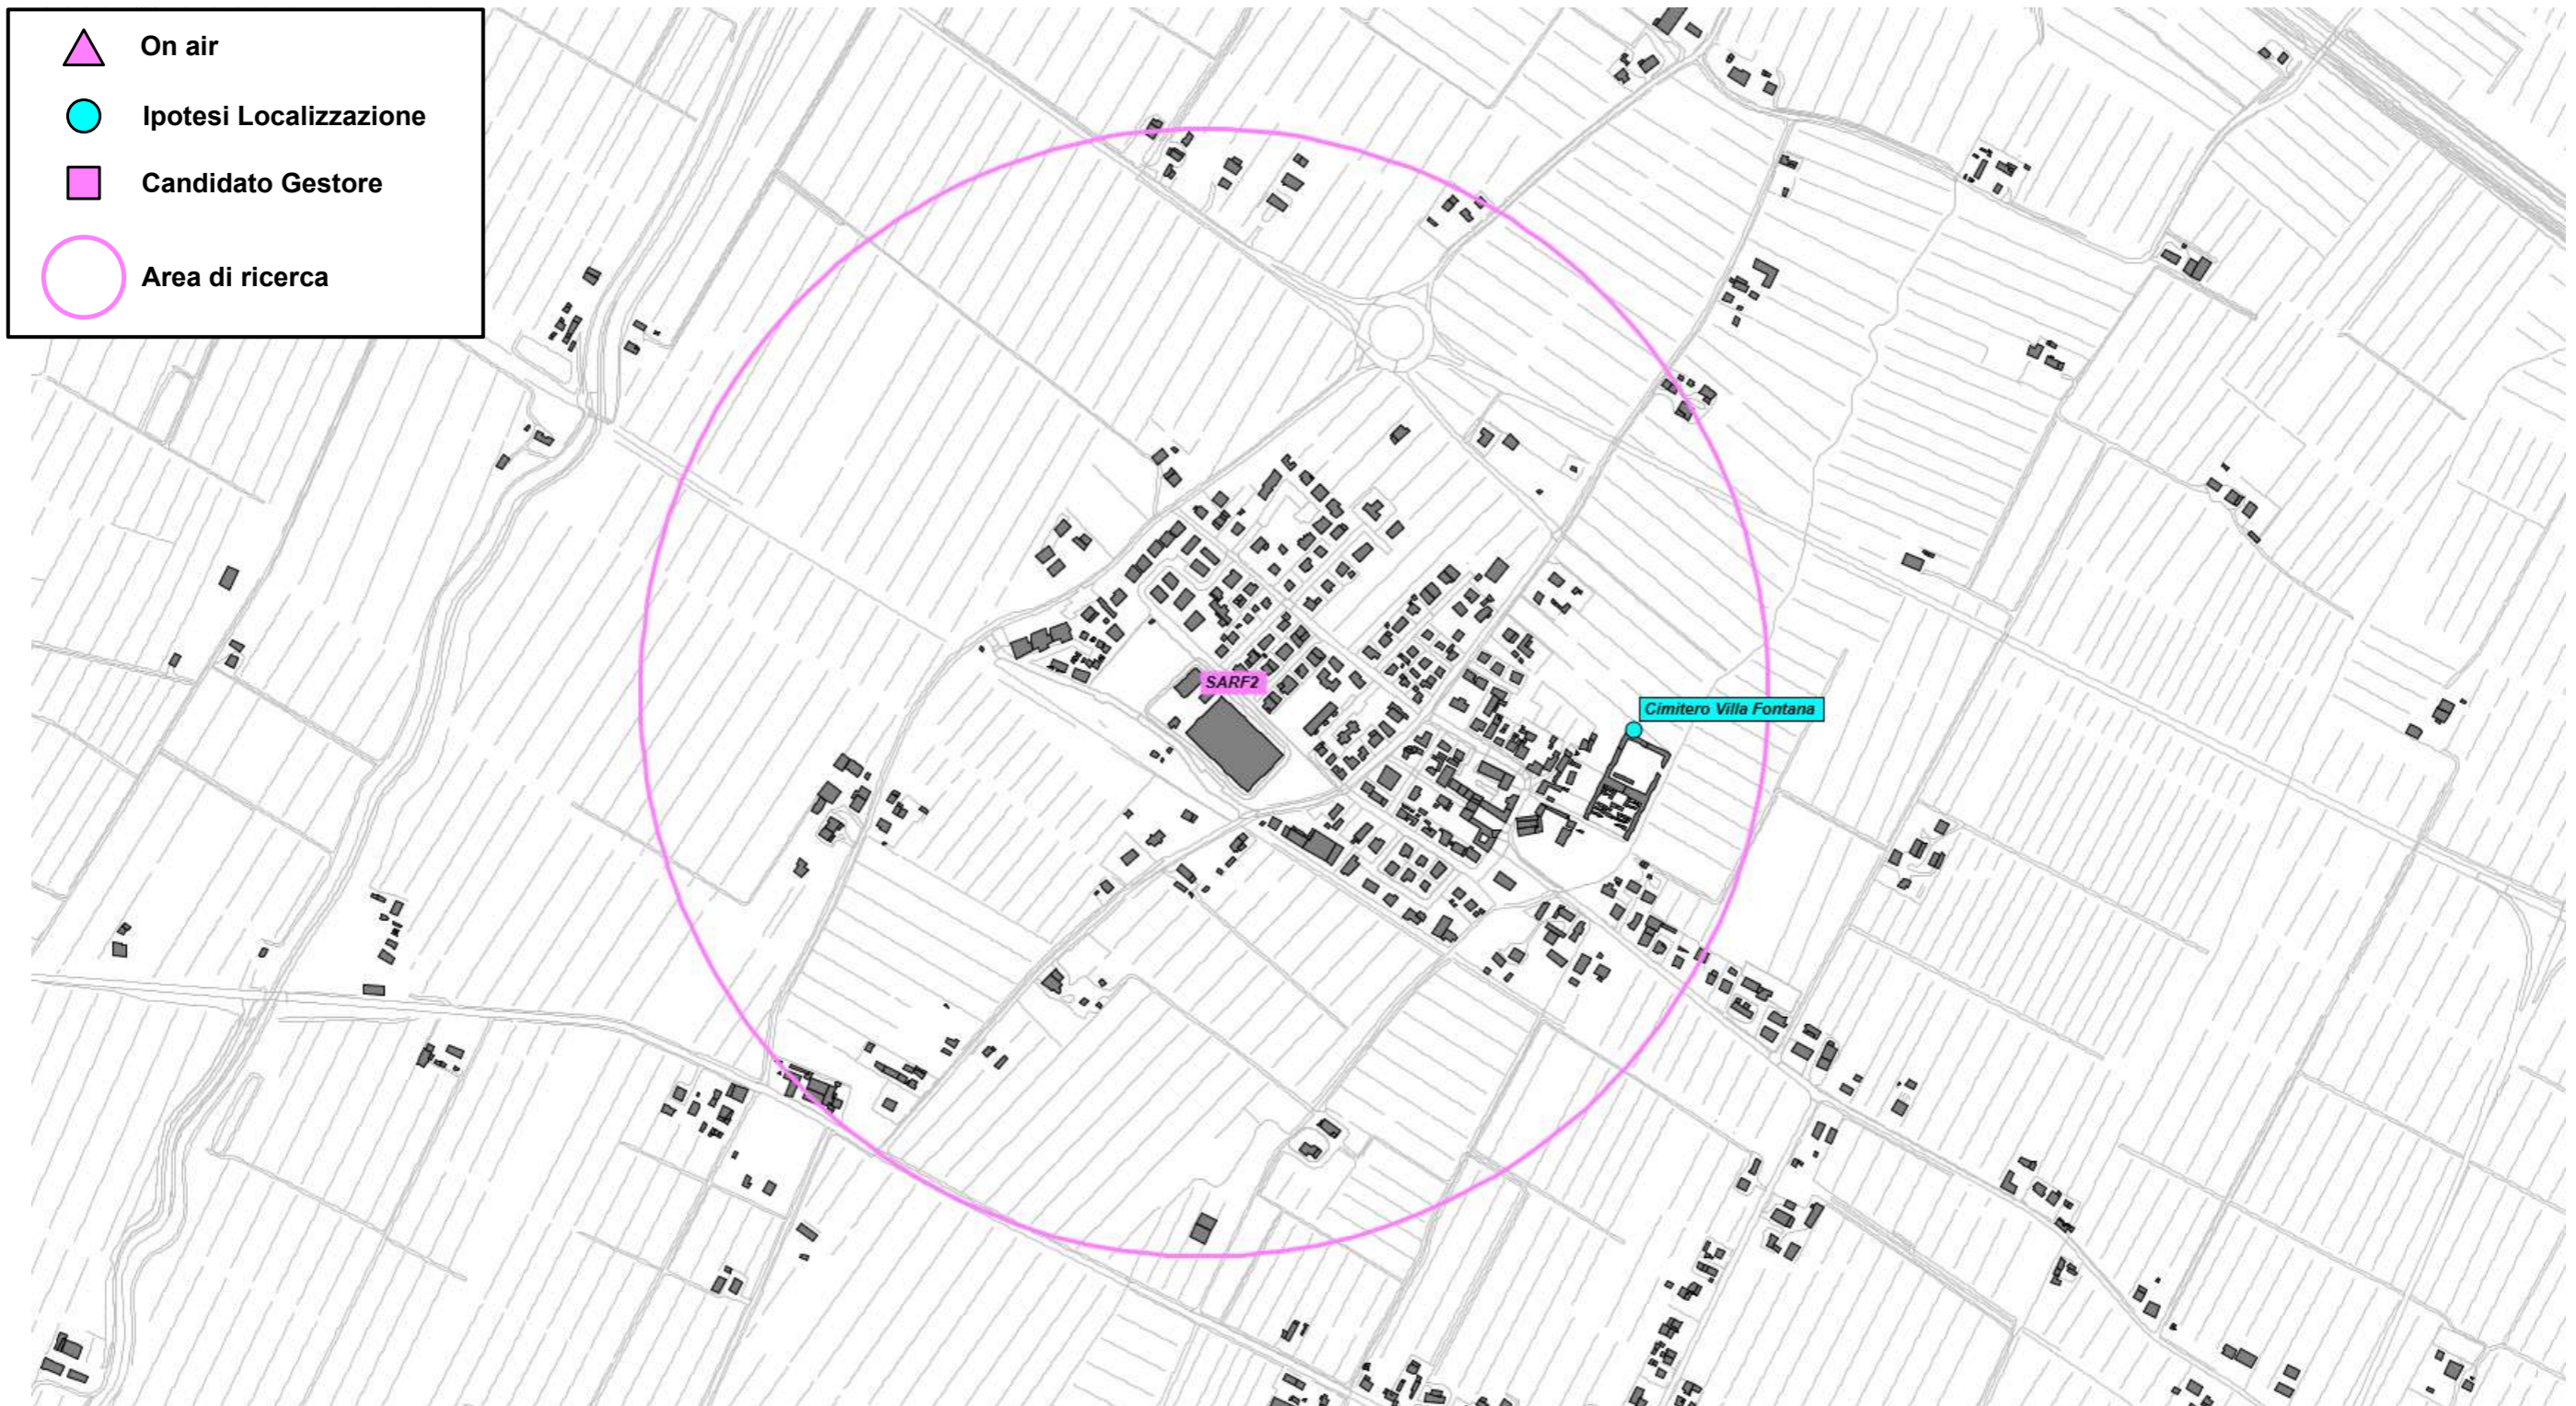 On air
Ipotesi Localizzazione
Candidato Gestore
Area di ricerca
SARF2
Cimitero Villa Fontana